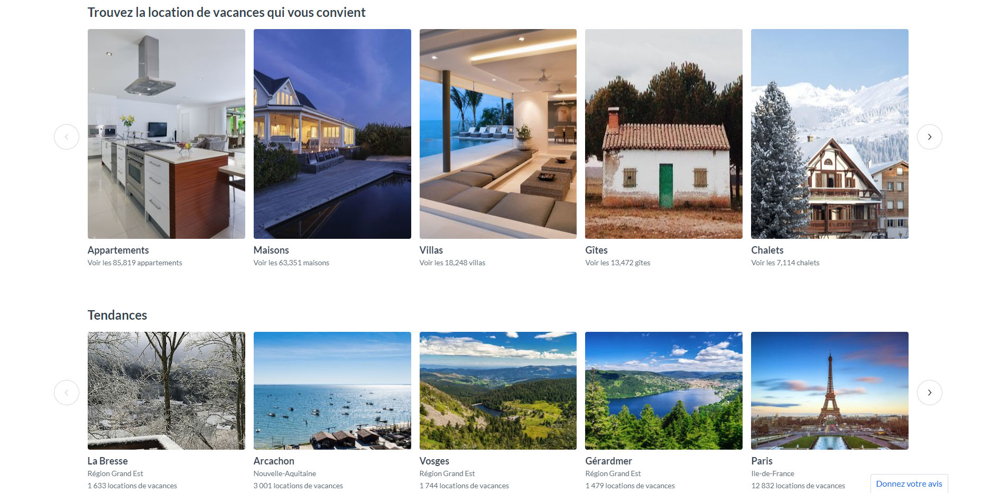 Trouvez la location de vacances qui vous convient
Appartements
Voir les 85,819 appartements
Maisons
Voir les 63,351 maisons
Villas
Voir les 18,248 villas
Gîtes
Voir les 13,472 gîtes
Chalets
Voir les 7,114 chalets
Tendances
La Bresse
Région Grand Est
1 633 locations de vacances
Arcachon
Nouvelle-Aquitaine
3 001 locations de vacances
Vosges
Région Grand Est
1 744 locations de vacances
Gérardmer
Région Grand Est
1 479 locations de vacances
Paris
Ile-de-France
12 832 locations de vacances
Donnez votre avis